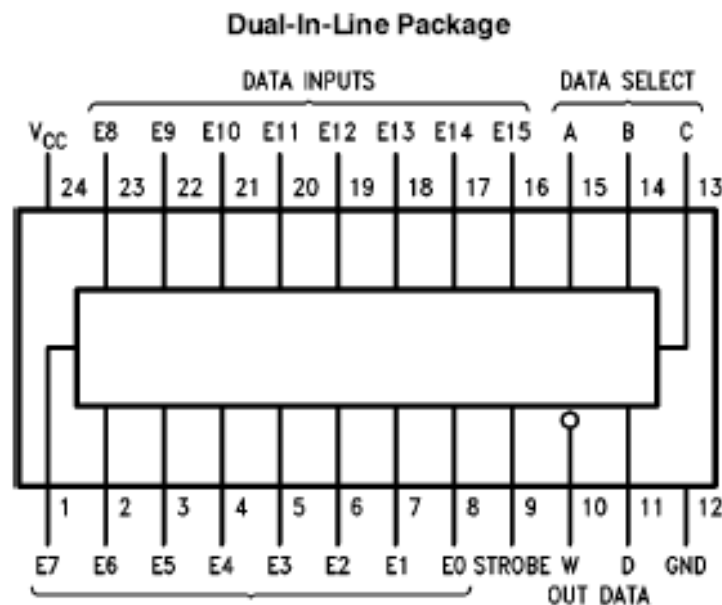 Dual-In-Line Package
DATA INPUTS DATA SELECT
VCC E8 E9 E10 E11 E12 E13 E14 E15 A B C
24 23 22 21 20 19 18 17 16 15 14 13
1 2 3 4 5 6 7 8 9 10 11 12
E7 E6 E5 E4 E3 E2 E1 E0 STROBE W D GND
OUT DATA